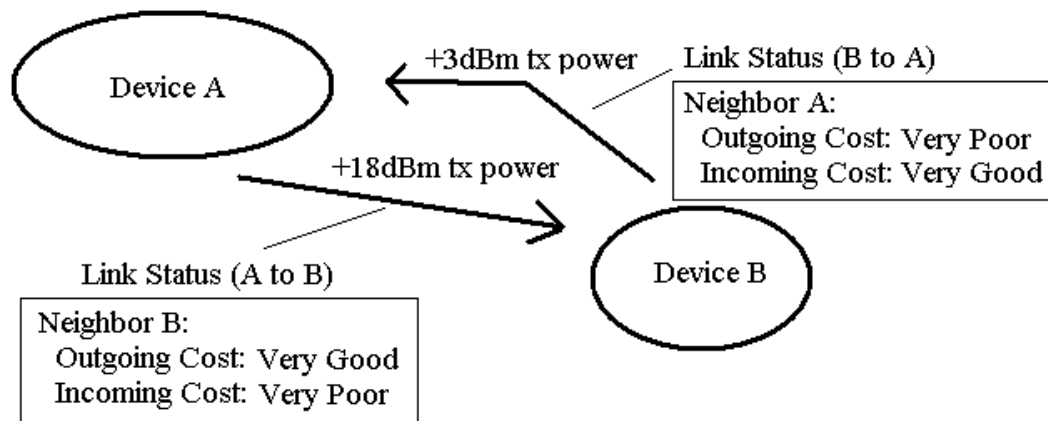 Device A
+3dBm tx power
Link Status (B to A)
Neighbor A:
Outgoing Cost: Very Poor
Incoming Cost: Very Good
+18dBm tx power
Device B
Link Status (A to B)
Neighbor B:
Outgoing Cost: Very Good
Incoming Cost: Very Poor